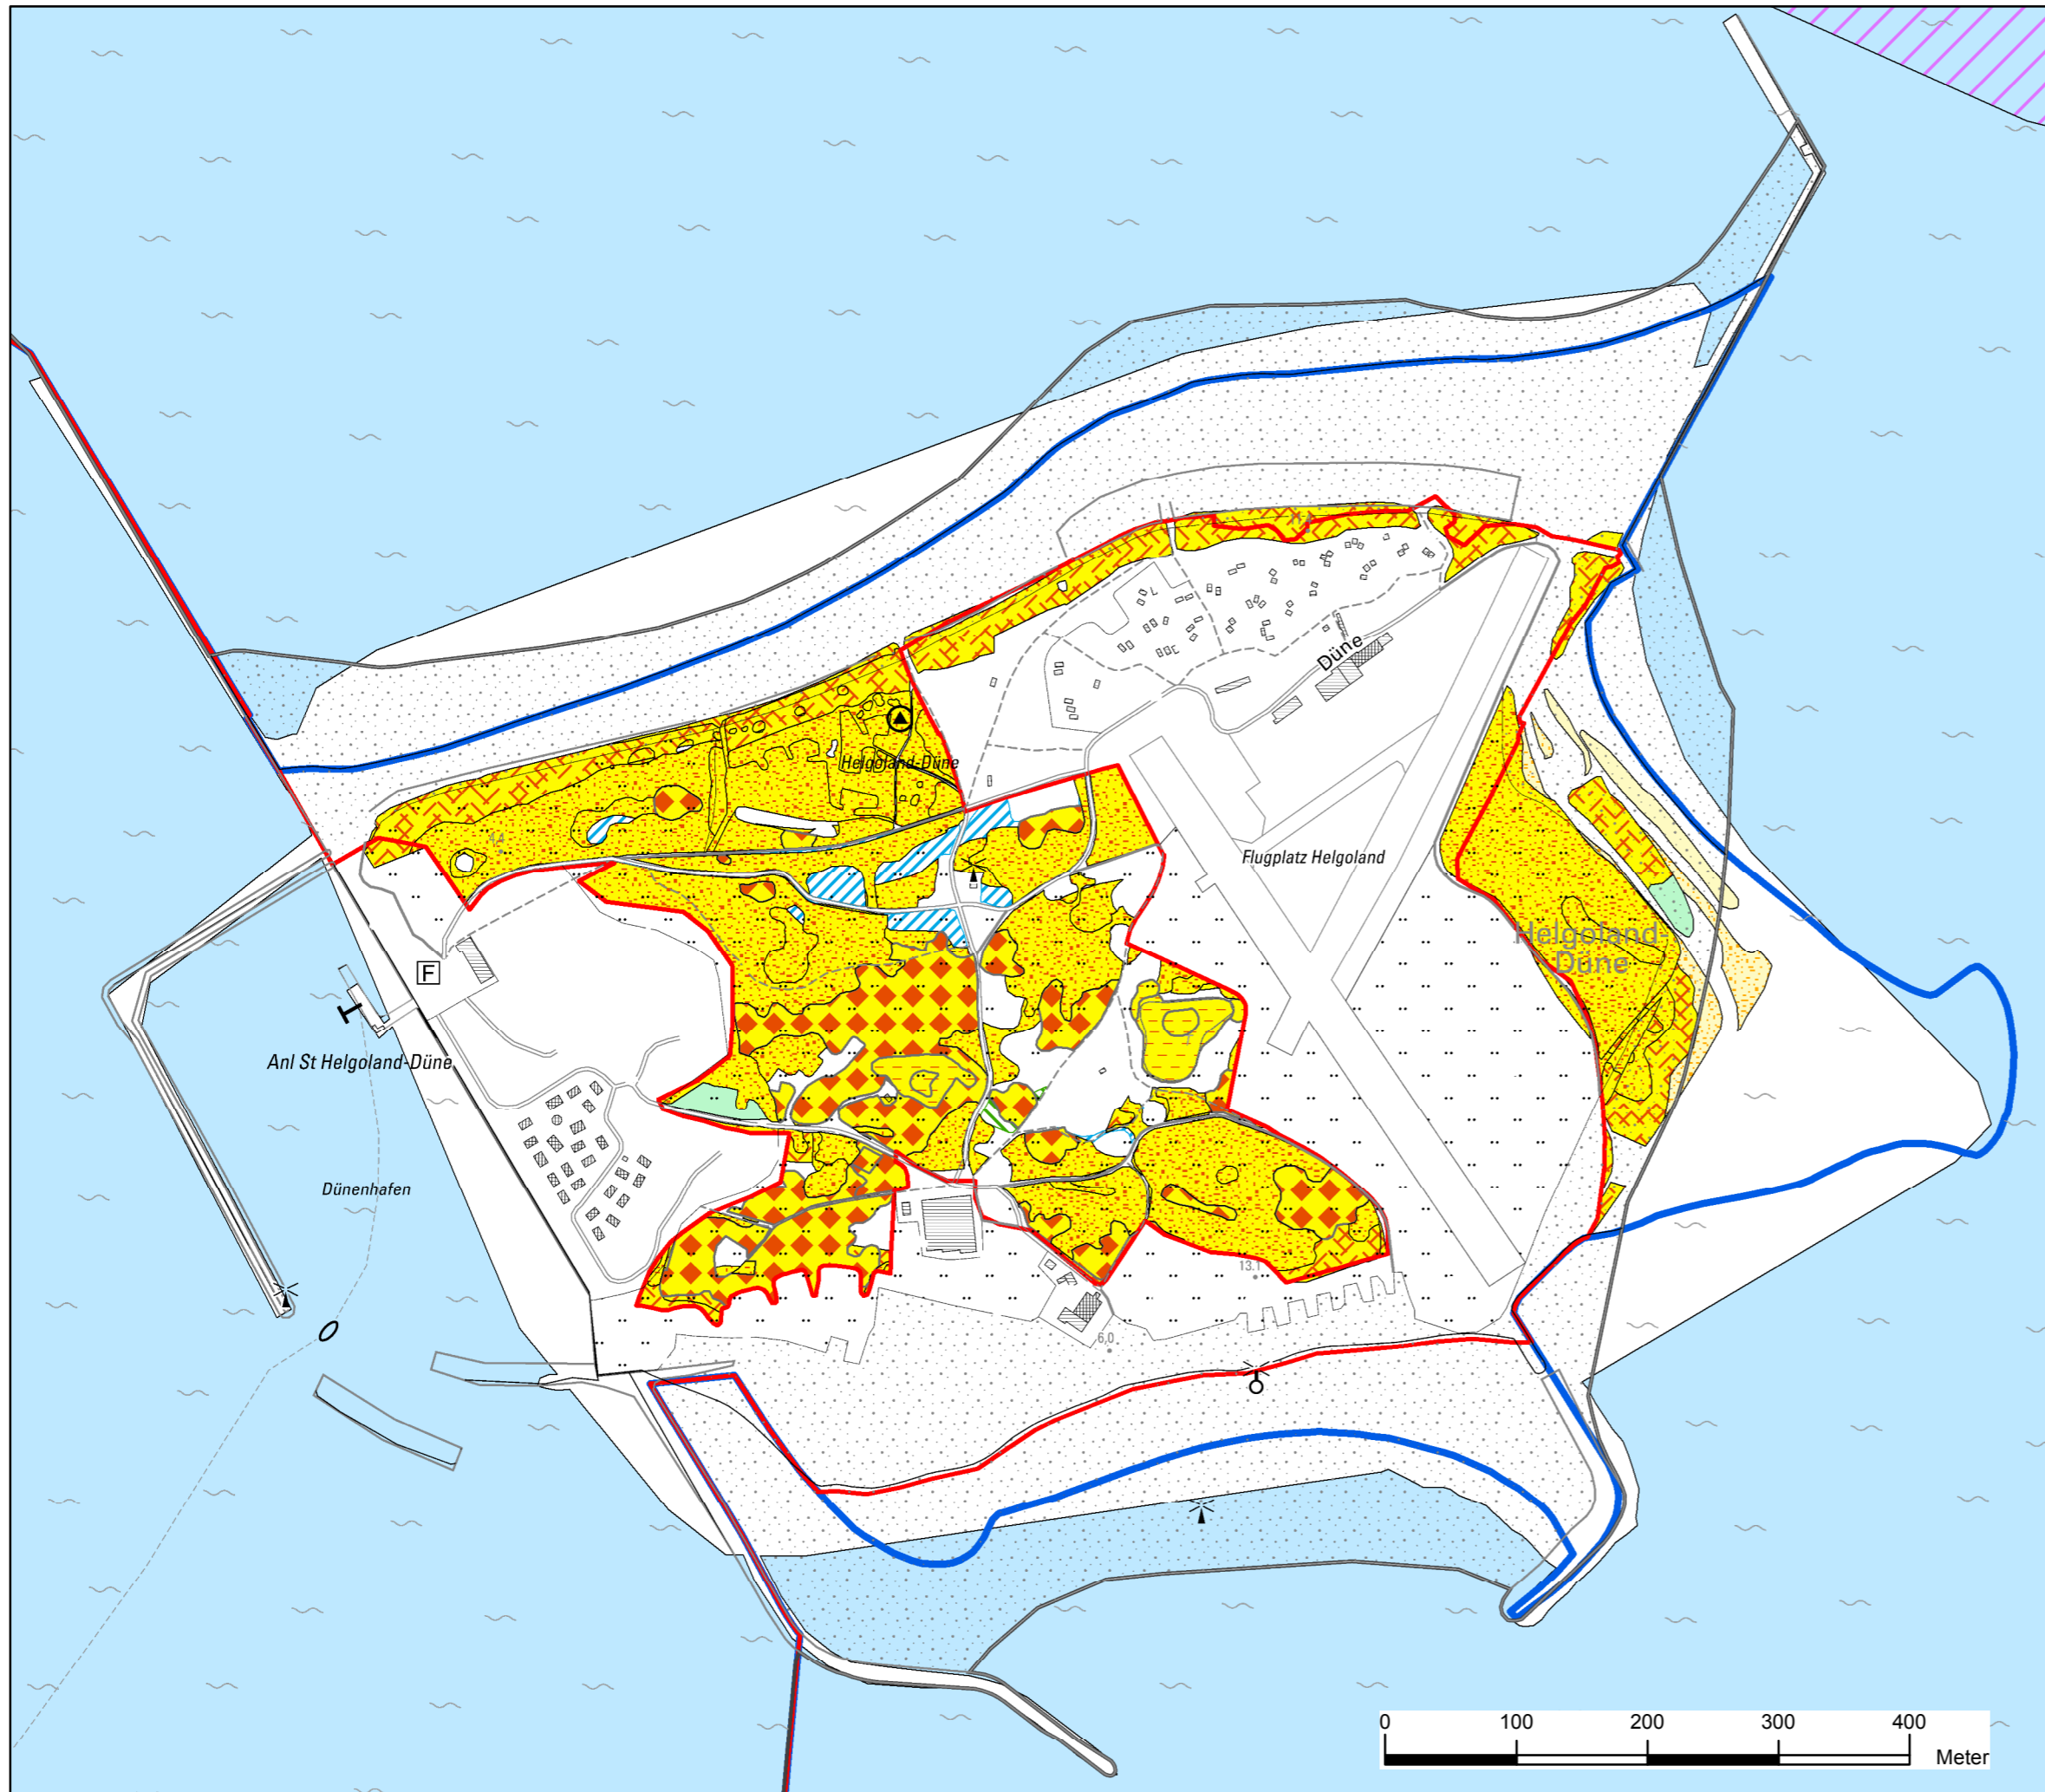 Düne
Helgoland-Düne
Flugplatz Helgoland
Helgoland-
Düne
F
Anl St Helgoland-Düne
Dünenhafen
13.1
6,0
0 100 200 300 400
Meter